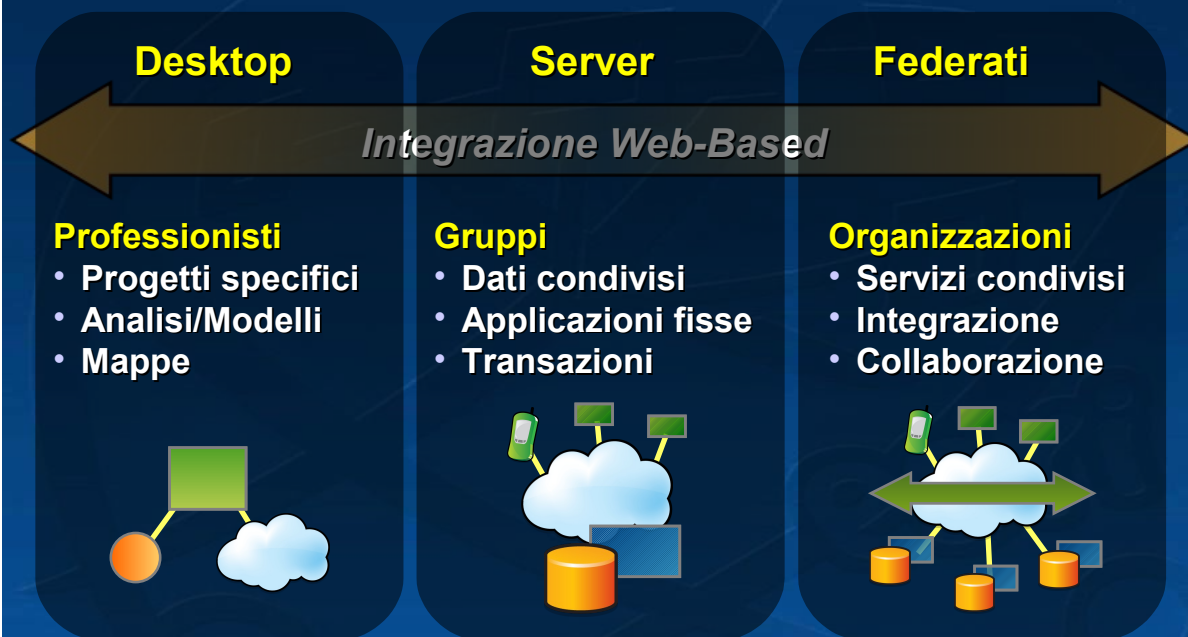 Desktop
Server
Federati
Integrazione Web-Based
Professionisti
• Progetti specifici
• Analisi/Modelli
• Mappe
Gruppi
• Dati condivisi
• Applicazioni fisse
• Transazioni
Organizzazioni
• Servizi condivisi
• Integrazione
• Collaborazione